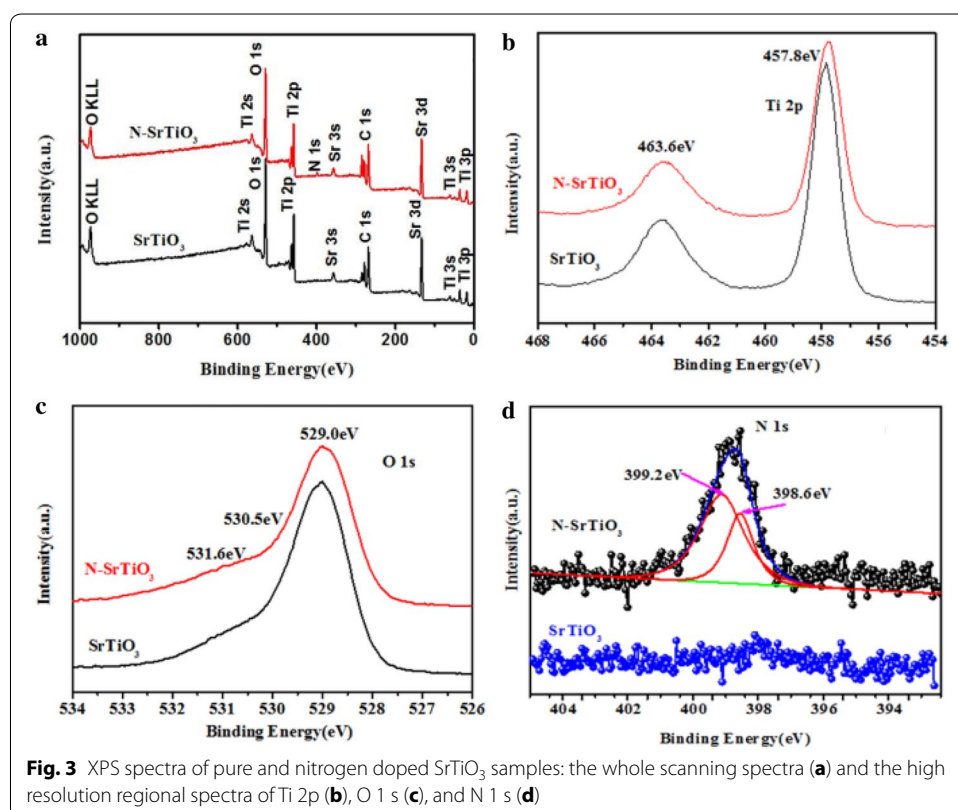 a
O KLL
Ti 2s
O 1s
Ti 2p
N 1s
Sr 3s
C 1s
Sr 3d
Ti 3s
Ti 3p
N-SrTiO3
O KLL
Ti 2s
O 1s
Ti 2p
Sr 3s
C 1s
Sr 3d
Ti 3s
Ti 3p
SrTiO3
Intensity(a.u.)
1000 800 600 400 200 0
Binding Energy(eV)
b
457.8eV
Ti 2p
463.6eV
N-SrTiO3
SrTiO3
Intensity(a.u.)
468 466 464 462 460 458 456 454
Binding Energy(eV)
c
529.0eV
O 1s
530.5eV
531.6eV
N-SrTiO3
SrTiO3
Intensity(a.u.)
534 533 532 531 530 529 528 527 526
Binding Energy(eV)
d
N 1s
399.2eV
398.6eV
N-SrTiO3
SrTiO3
Intensity(a.u.)
404 402 400 398 396 394
Binding Energy(eV)
Fig. 3 XPS spectra of pure and nitrogen doped SrTiO3 samples: the whole scanning spectra (a) and the high
resolution regional spectra of Ti 2p (b), O 1 s (c), and N 1 s (d)